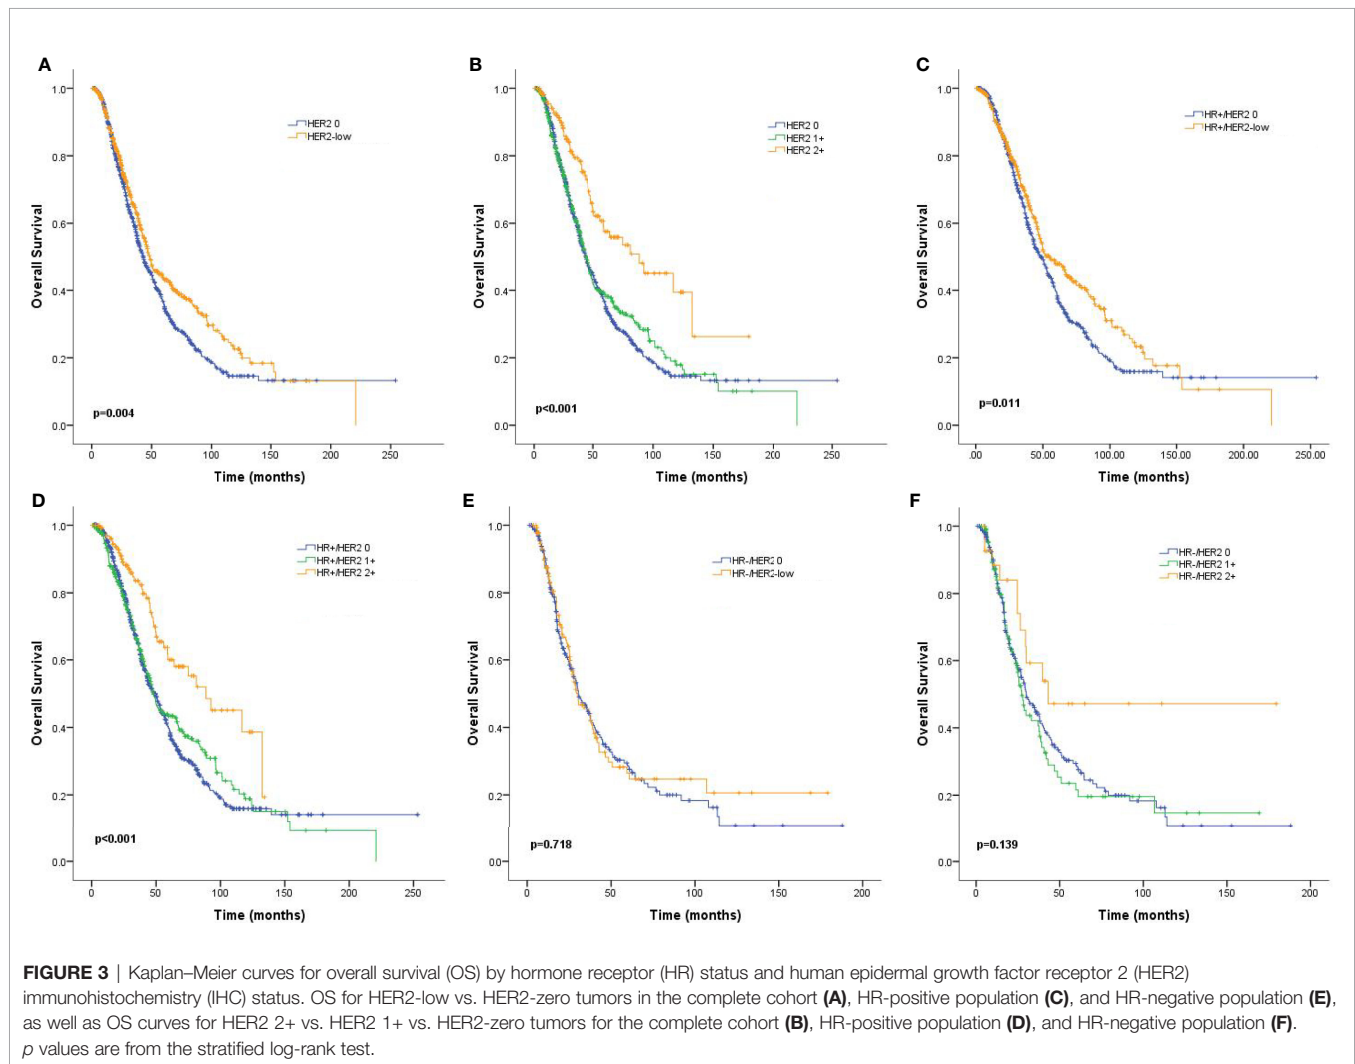 A
1.0
0.8
0.6
0.4
0.2
0.0
Overall Survival
HER2 0
HER2-low
p=0.004
0 50 100 150 200 250
Time (months)
B
1.0
0.8
0.6
0.4
0.2
0.0
Overall Survival
HER2 0
HER2 1+
HER2 2+
p<0.001
0 50 100 150 200 250
Time (months)
C
1.0
0.8
0.6
0.4
0.2
0.0
Overall Survival
HR+/HER2 0
HR+/HER2-low
p=0.011
.00 50.00 100.00 150.00 200.00 250.00
Time (months)
D
1.0
0.8
0.6
0.4
0.2
0.0
Overall Survival
HR+/HER2 0
HR+/HER2 1+
HR+/HER2 2+
p<0.001
0 50 100 150 200 250
Time (months)
E
1.0
0.8
0.6
0.4
0.2
0.0
Overall Survival
HR-/HER2 0
HR-/HER2-low
p=0.718
0 50 100 150 200
Time (months)
F
1.0
0.8
0.6
0.4
0.2
0.0
Overall Survival
HR-/HER2 0
HR-/HER2 1+
HR-/HER2 2+
p=0.139
0 50 100 150 200
Time (months)
FIGURE 3 | Kaplan–Meier curves for overall survival (OS) by hormone receptor (HR) status and human epidermal growth factor receptor 2 (HER2)
immunohistochemistry (IHC) status. OS for HER2-low vs. HER2-zero tumors in the complete cohort (A), HR-positive population (C), and HR-negative population (E),
as well as OS curves for HER2 2+ vs. HER2 1+ vs. HER2-zero tumors for the complete cohort (B), HR-positive population (D), and HR-negative population (F).
p values are from the stratified log-rank test.